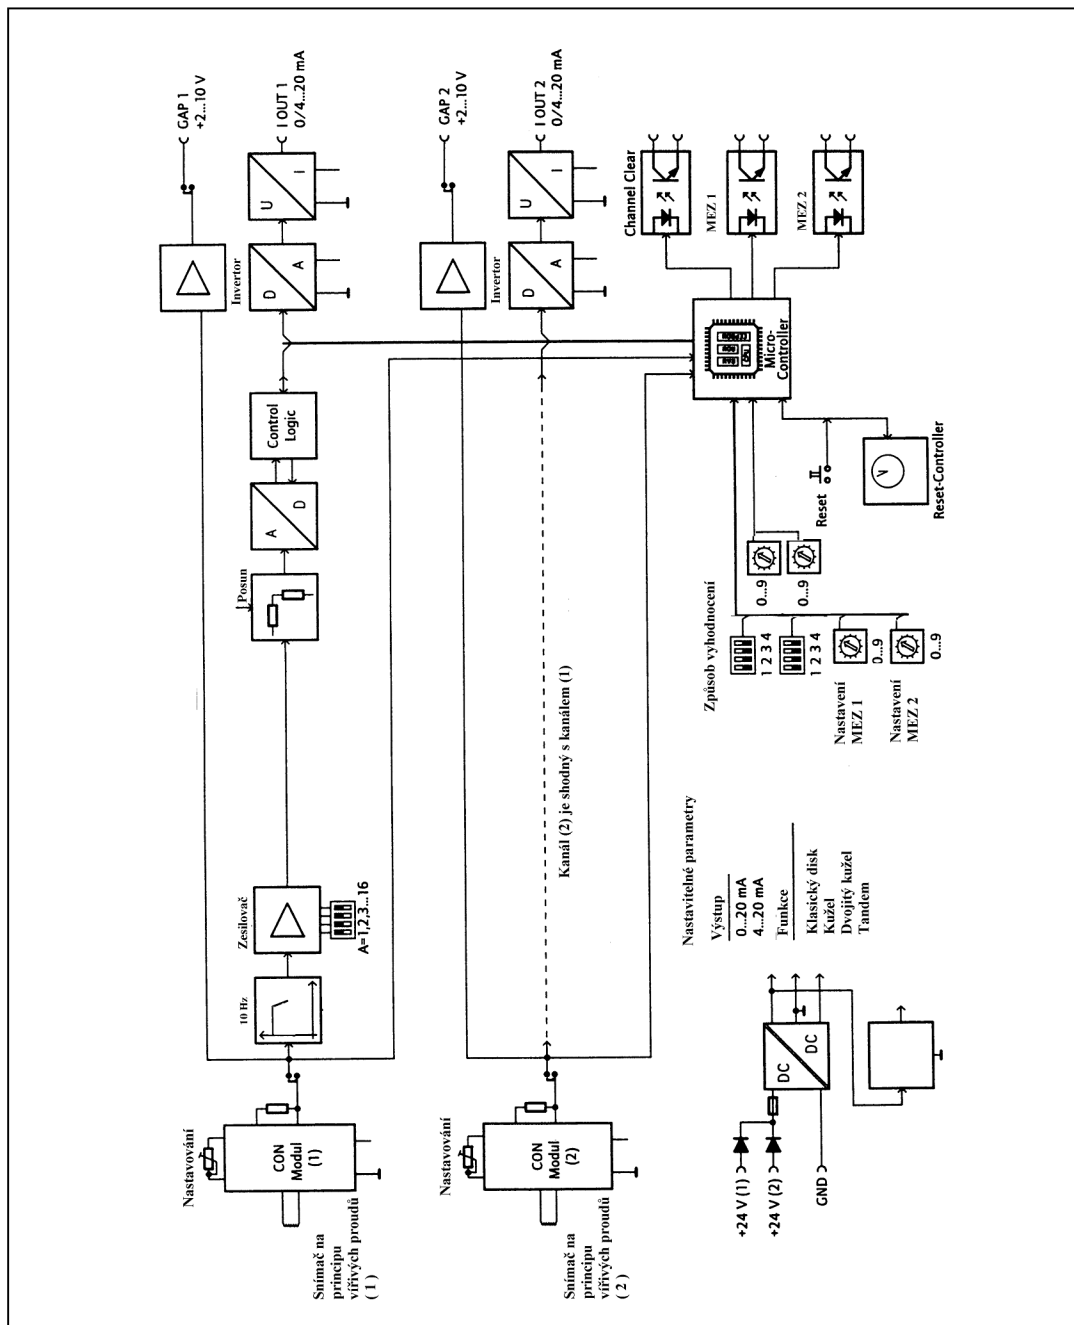 Snímač na
principu
vířivých proudů
( 1 )
Nastavování
CON
Modul
(1)
10 Hz
Zesilovač
A=1,2,3...16
Posun
A
D
Control
Logic
Invertor
D
A
U
I
GAP 1
+2...10 V
I OUT 1
0/4...20 mA
Snímač na
principu
vířivých proudů
( 2 )
Nastavování
CON
Modul
(2)
Kanál (2) je shodný s kanálem (1)
Invertor
D
A
U
I
GAP 2
+2...10 V
I OUT 2
0/4...20 mA
Channel Clear
MEZ 1
MEZ 2
CPU
Micro-
Controller
Reset
Reset-Controller
0...9
0...9
Způsob vyhodnocení
1 2 3 4
1 2 3 4
Nastavení
MEZ 1
0...9
Nastavení
MEZ 2
0...9
Nastavitelné parametry
Výstup
0...20 mA
4...20 mA
Funkce
Klasický disk
Kužel
Dvojitý kužel
Tandem
+24 V (1)
+24 V (2)
GND
DC
DC